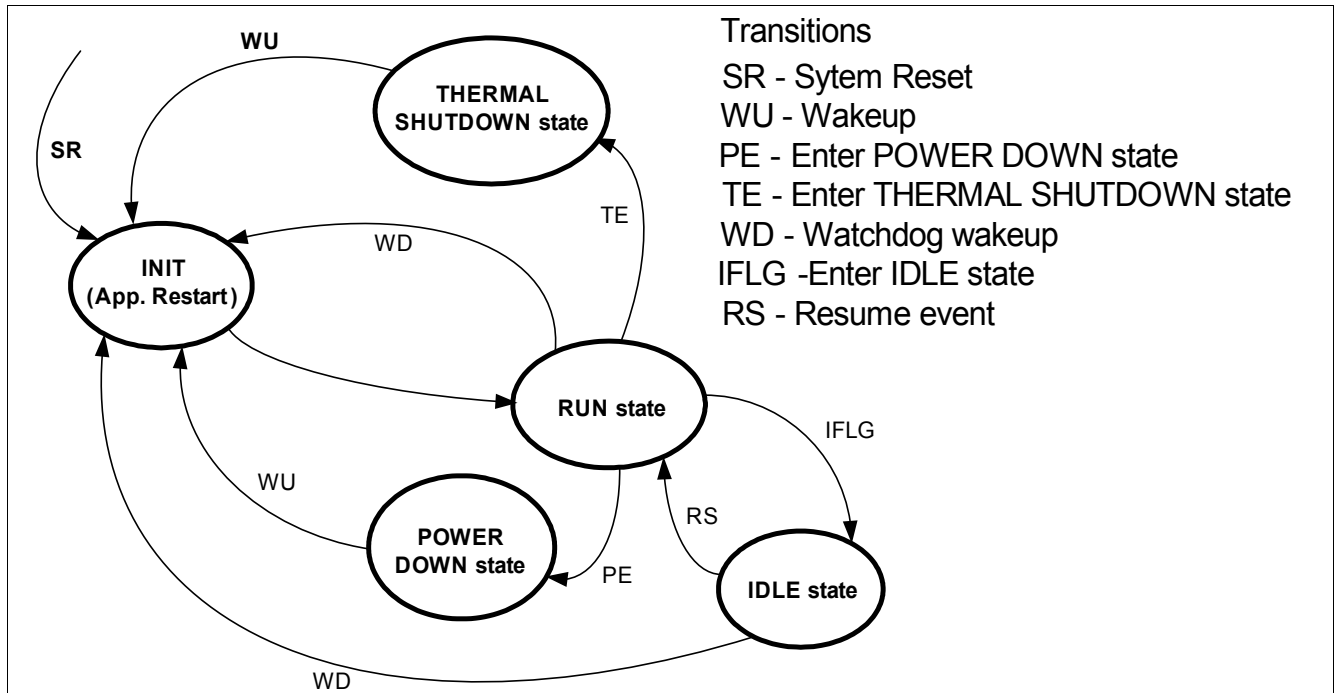 WU
THERMAL
SHUTDOWN state
SR
TE
WD
INIT
(App. Restart)
RUN state
IFLG
WU
RS
POWER
DOWN state
PE
IDLE state
WD
Transitions
SR - Sytem Reset
WU - Wakeup
PE - Enter POWER DOWN state
TE - Enter THERMAL SHUTDOWN state
WD - Watchdog wakeup
IFLG -Enter IDLE state
RS - Resume event